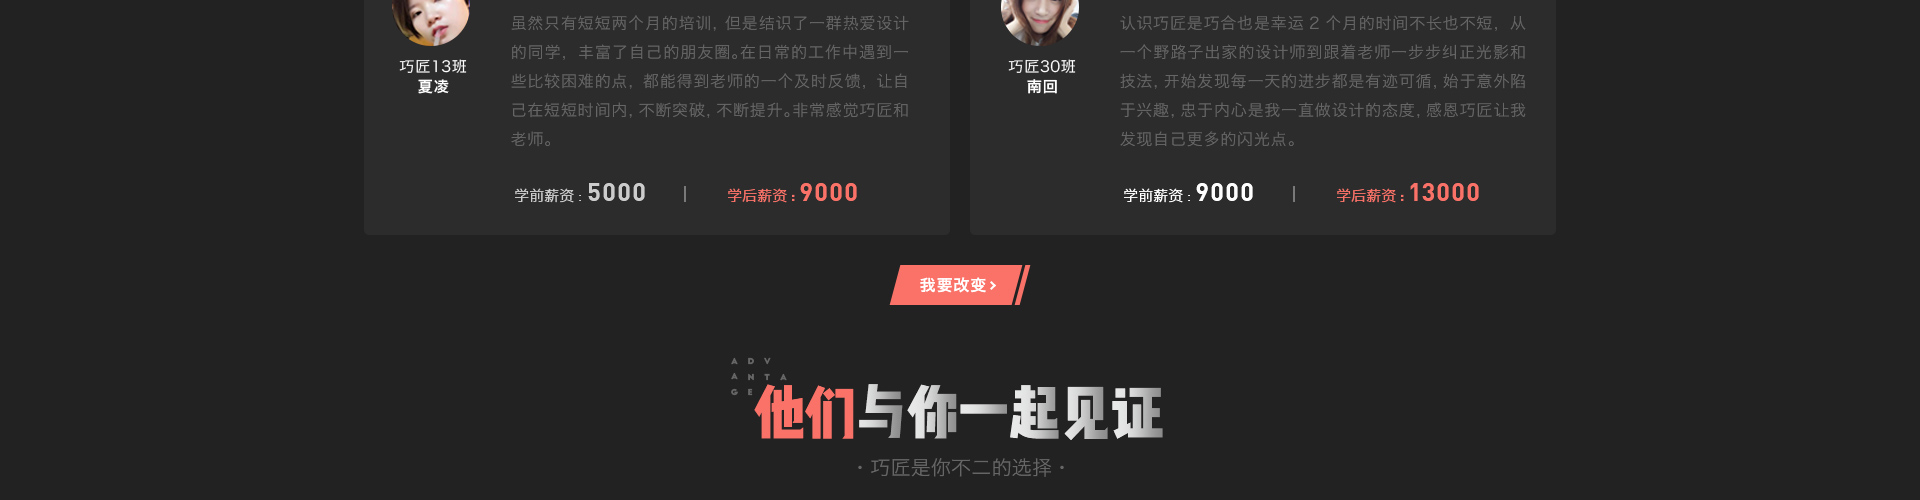 虽然只有短短两个月的培训，但是结识了一群热爱设计
的同学，丰富了自己的朋友圈。在日常的工作中遇到一
些比较困难的点，都能得到老师的一个及时反馈，让自
己在短短时间内，不断突破，不断提升。非常感觉巧匠和
老师。
巧匠13班
夏凌
学前薪资：5000 | 学后薪资：9000
认识巧匠是巧合也是幸运 2 个月的时间不长也不短，从
一个野路子出家的设计师到跟着老师一步步纠正光影和
技法，开始发现每一天的进步都是有迹可循，始于意外陷
于兴趣，忠于内心是我一直做设计的态度，感恩巧匠让我
发现自己更多的闪光点。
巧匠30班
南回
学前薪资：9000 | 学后薪资：13000
我要改变›
ADV
ANTA
GE
他们与你一起见证
· 巧匠是你不二的选择 ·